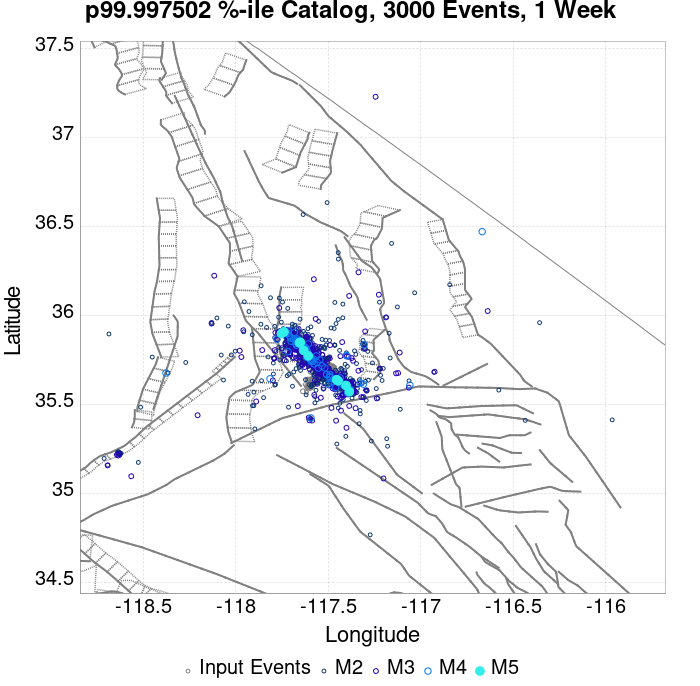 p99.997502 %-ile Catalog, 3000 Events, 1 Week
37.5
37
36.5
36
35.5
35
34.5
Latitude
-118.5 -118 -117.5 -117 -116.5 -116
Longitude
Input Events M2 M3 M4 M5